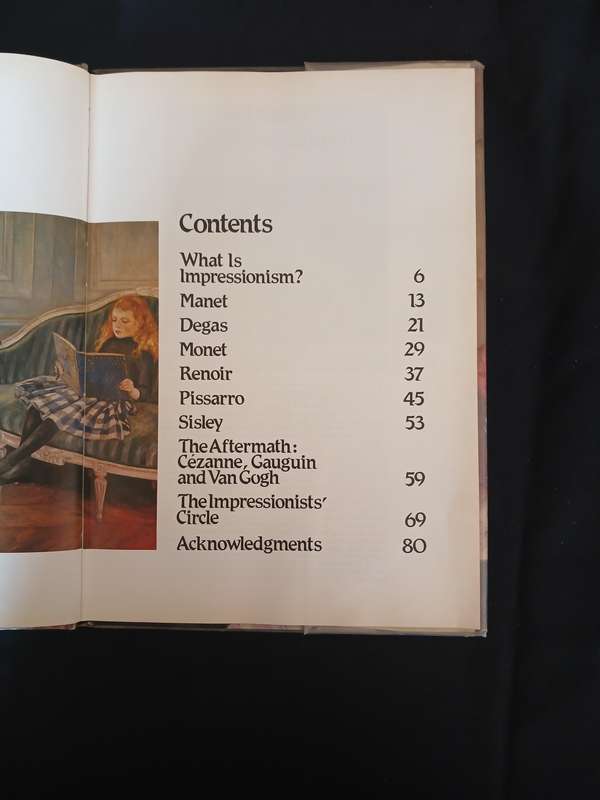 Contents
What Is
Impressionism? 6
Manet 13
Degas 21
Monet 29
Renoir 37
Pissarro 45
Sisley 53
The Aftermath:
Cézanne, Gauguin
and Van Gogh 59
The Impressionists'
Circle 69
Acknowledgments 80